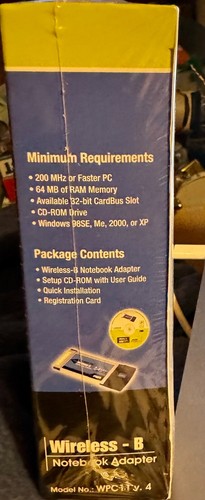 Minimum Requirements
• 200 MHz or Faster PC
• 64 MB of RAM Memory
• Available 32-bit CardBus Slot
• CD-ROM Drive
• Windows 98SE, Me, 2000, or XP
Package Contents
• Wireless-B Notebook Adapter
• Setup CD-ROM with User Guide
• Quick Installation
• Registration Card
Wireless - B
Notebook Adapter
Model No.: WPC11 v. 4